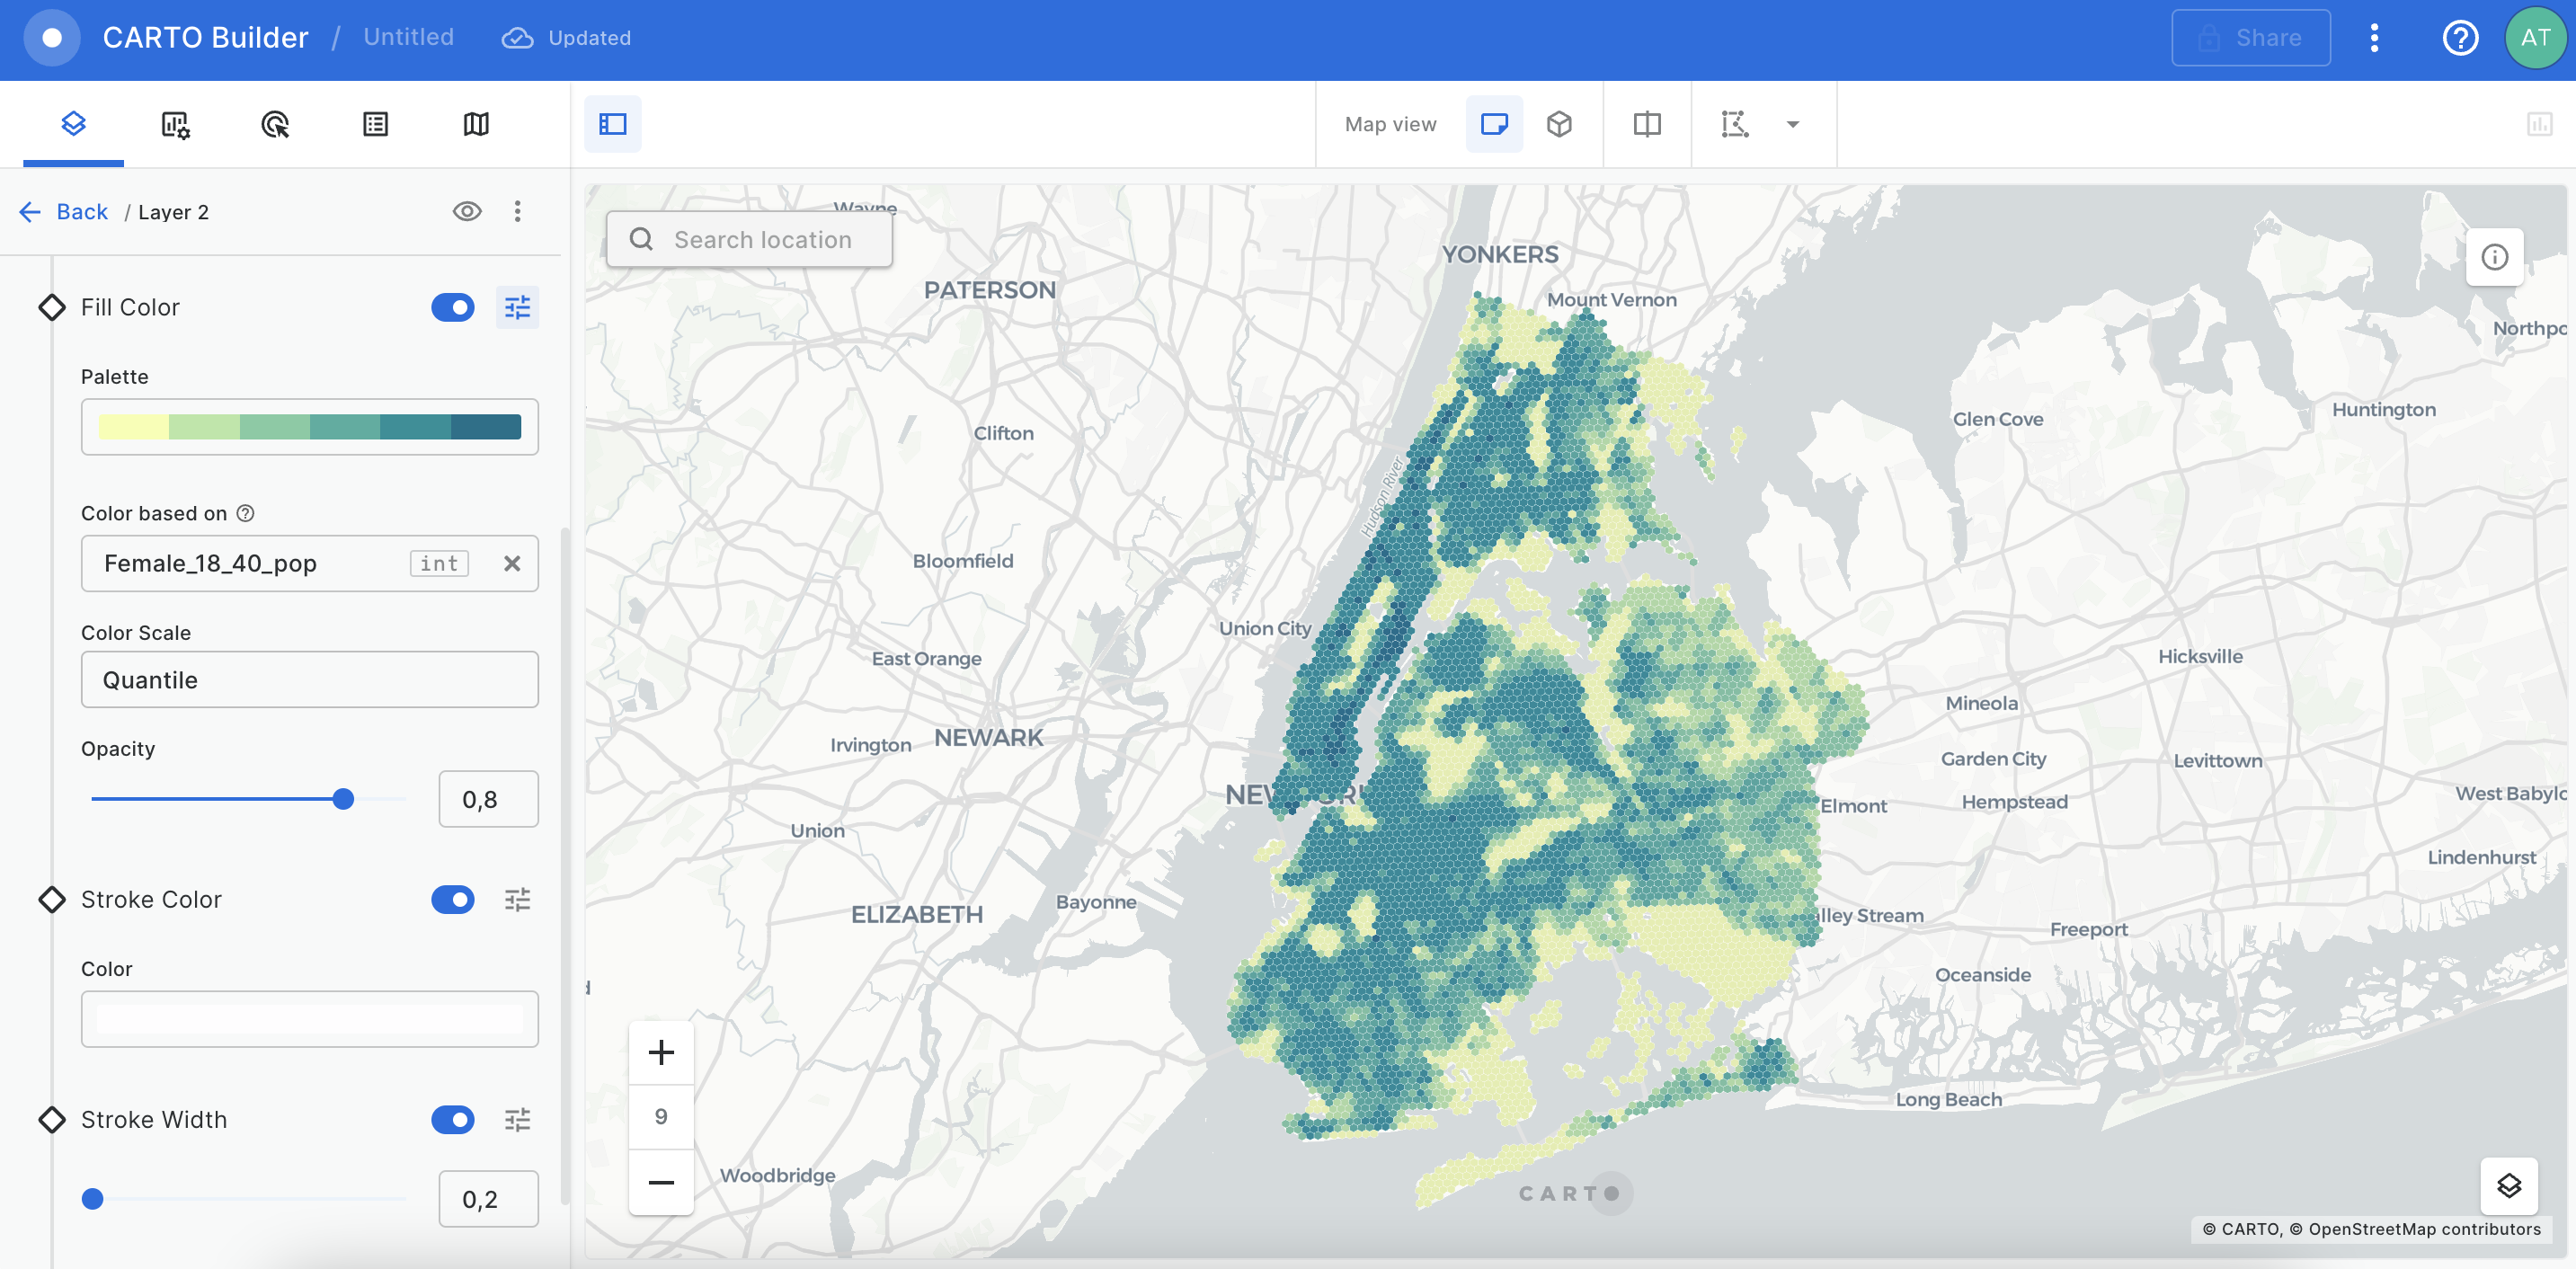 CARTO Builder / Untitled Updated Share AT
Map view
Back / Layer 2
Fill Color
Palette
Color based on
Female_18_40_pop int
Color Scale
Quantile
Opacity
0,8
Stroke Color
Color
Stroke Width
0,2
Search location
Wayne
YONKERS
PATERSON
Mount Vernon
Northpo
Clifton
Glen Cove
Huntington
Hudson River
Bloomfield
Union City
East Orange
Hicksville
Mineola
Irvington
NEWARK
Garden City
Levittown
Elmont
Hempstead
West Babylo
Union
Lindenhurst
ELIZABETH
Bayonne
lley Stream
Freeport
Oceanside
Long Beach
+
9
−
Woodbridge
CARTO
© CARTO, © OpenStreetMap contributors